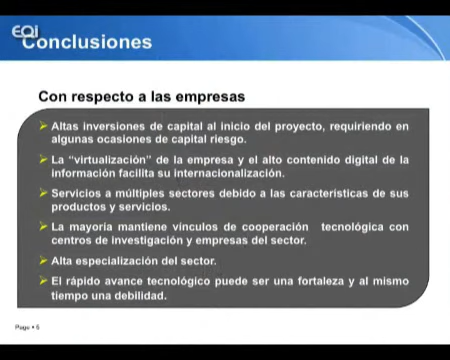 EOi
Conclusiones
Con respecto a las empresas
Altas inversiones de capital al inicio del proyecto, requiriendo en
algunas ocasiones de capital riesgo.
La "virtualización" de la empresa y el alto contenido digital de la
información facilita su internacionalización.
Servicios a múltiples sectores debido a las características de sus
productos y servicios.
La mayoría mantiene vínculos de cooperación tecnológica con
centros de investigación y empresas del sector.
Alta especialización del sector.
El rápido avance tecnológico puede ser una fortaleza y al mismo
tiempo una debilidad.
Page ▪ 6